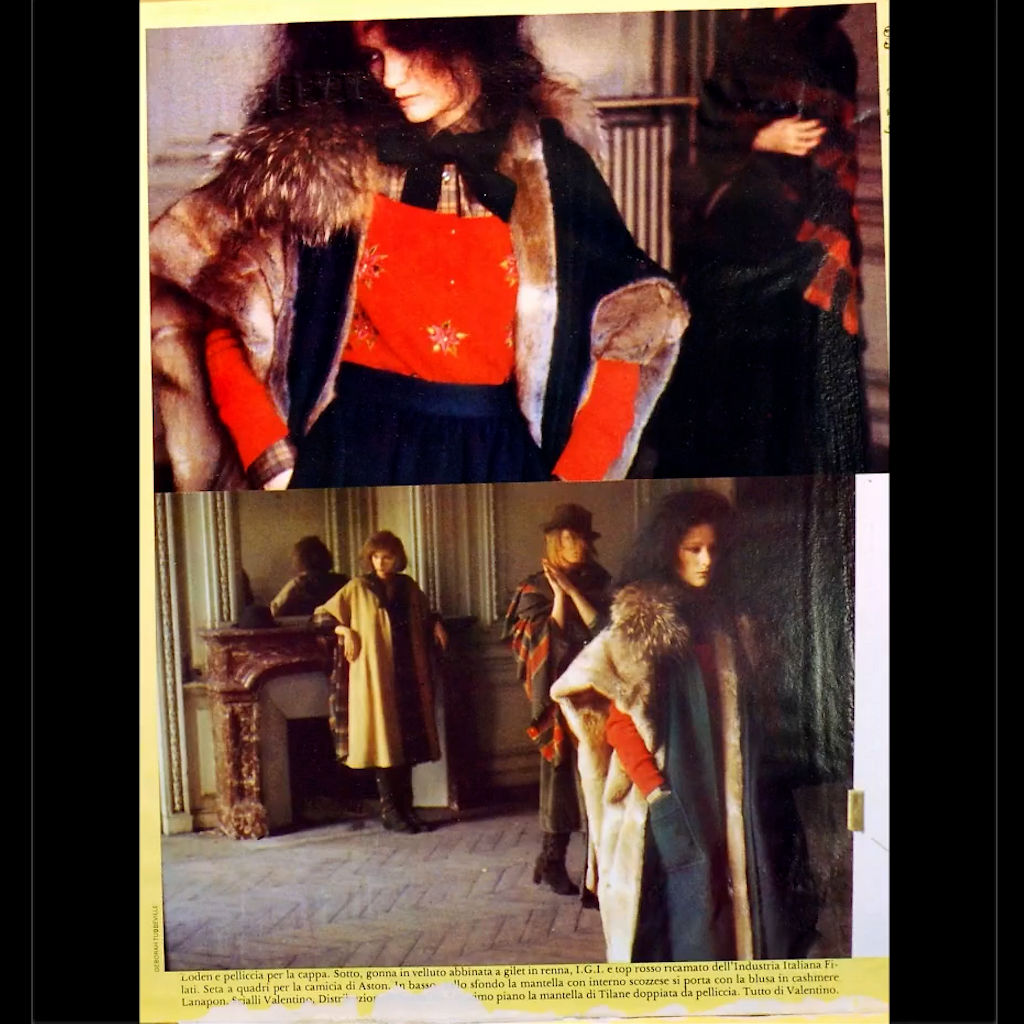 DEBORAH TURBEVILLE
Loden e pelliccia per la cappa. Sotto, gonna in velluto abbinata a gilet in renna, I.G.I. e top rosso ricamato dell'Industria Italiana Fi-
lati. Seta a quadri per la camicia di Aston. In basso sfondo la mantella con interno scozzese si porta con la blusa in cashmere
Lanapon. Scialli Valentino, piano la mantella di Tilane doppiata da pelliccia. Tutto di Valentino.